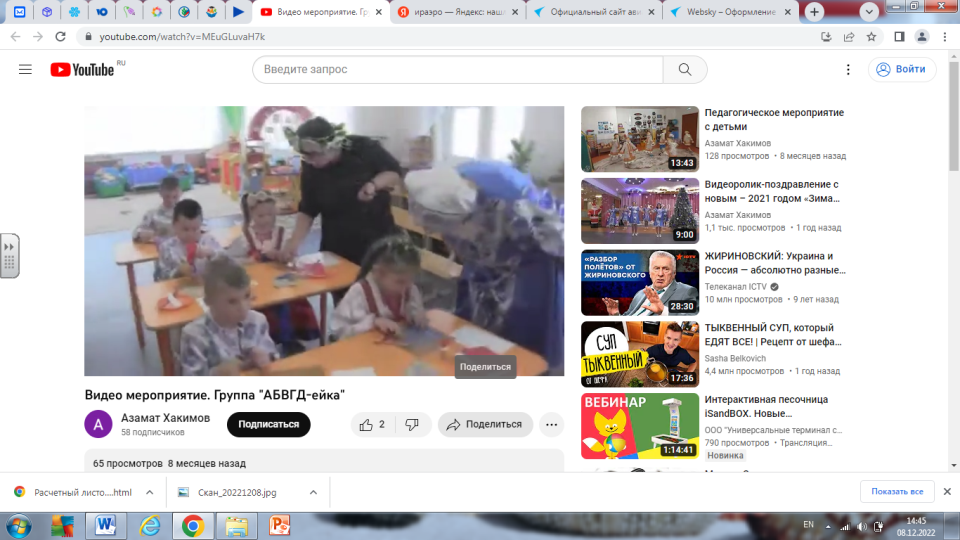 Видео мероприятие. Гр
ираэро — Яндекс: наш
Официальный сайт ави
Websky – Оформление
youtube.com/watch?v=MEuGLuvaH7k
YouTube RU
Введите запрос
Войти
Поделиться
Видео мероприятие. Группа "АБВГД-ейка"
Азамат Хакимов
58 подписчиков
Подписаться
2
Поделиться
65 просмотров 8 месяцев назад
13:43
Педагогическое мероприятие
с детьми
Азамат Хакимов
128 просмотров • 8 месяцев назад
9:00
Видеоролик-поздравление с
новым – 2021 годом «Зима...
Азамат Хакимов
1,1 тыс. просмотров • 1 год назад
«РАЗБОР
ПОЛЁТОВ» ОТ
ЖИРИНОВСКОГО
28:30
ЖИРИНОВСКИЙ: Украина и
Россия — абсолютно разные...
Телеканал ICTV
10 млн просмотров • 9 лет назад
СУП
ТЫКВЕННЫЙ
ОТ ШЕФА
17:36
ТЫКВЕННЫЙ СУП, который
ЕДЯТ ВСЕ! | Рецепт от шефа...
Sasha Belkovich
4,4 млн просмотров • 1 год назад
ВЕБИНАР
1:14:41
Интерактивная песочница
iSandBOX. Новые...
ООО "Универсальные терминал с...
790 просмотров • Трансляция...
Новинка
Расчетный листо....html
Скан_20221208.jpg
Показать все
EN
14:45
08.12.2022